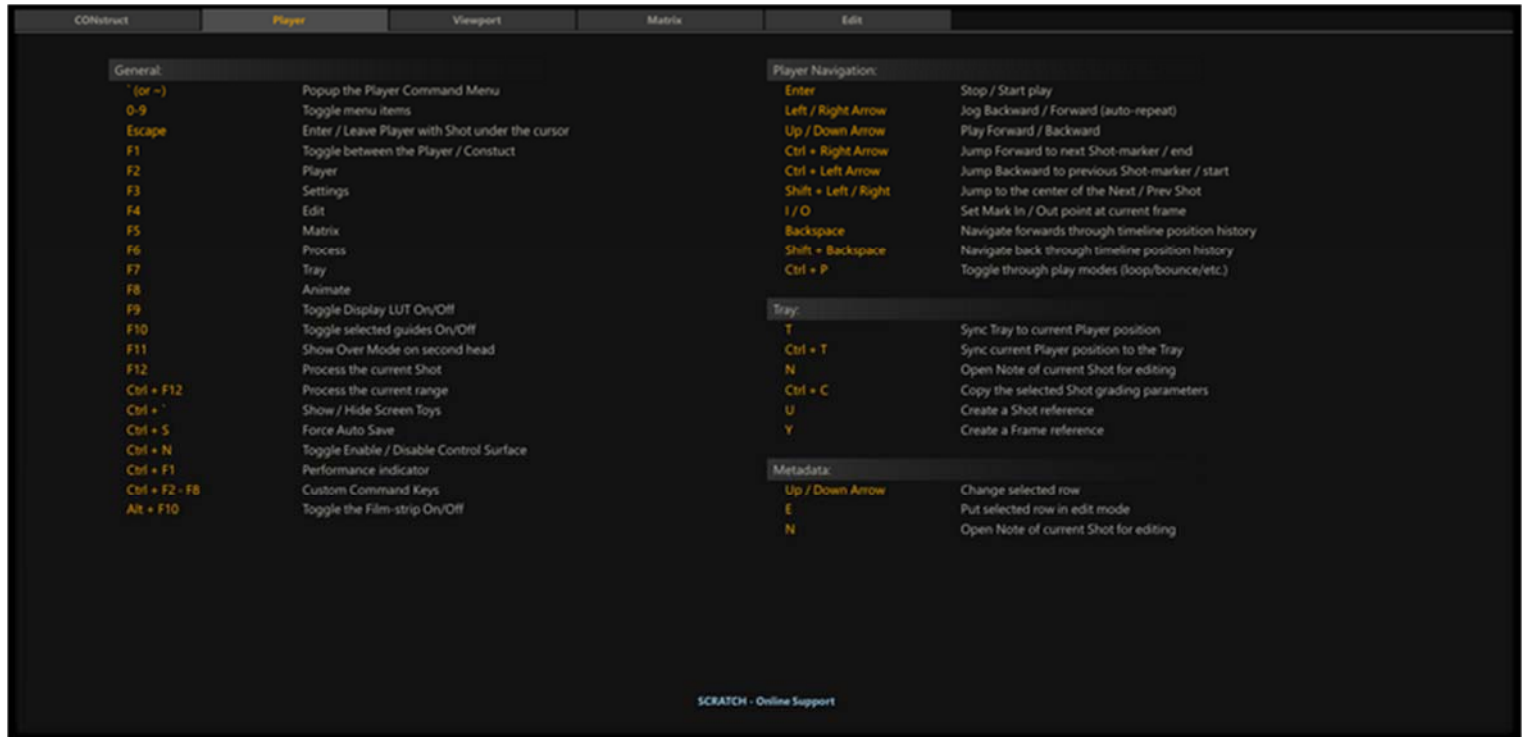 CONstruct Player Viewport Matrix Edit
General:
` (or ~) Popup the Player Command Menu
0-9 Toggle menu items
Escape Enter / Leave Player with Shot under the cursor
F1 Toggle between the Player / Constuct
F2 Player
F3 Settings
F4 Edit
F5 Matrix
F6 Process
F7 Tray
F8 Animate
F9 Toggle Display LUT On/Off
F10 Toggle selected guides On/Off
F11 Show Over Mode on second head
F12 Process the current Shot
Ctrl + F12 Process the current range
Ctrl + ` Show / Hide Screen Toys
Ctrl + S Force Auto Save
Ctrl + N Toggle Enable / Disable Control Surface
Ctrl + F1 Performance indicator
Ctrl + F2 - F8 Custom Command Keys
Alt + F10 Toggle the Film-strip On/Off
Player Navigation:
Enter Stop / Start play
Left / Right Arrow Jog Backward / Forward (auto-repeat)
Up / Down Arrow Play Forward / Backward
Ctrl + Right Arrow Jump Forward to next Shot-marker / end
Ctrl + Left Arrow Jump Backward to previous Shot-marker / start
Shift + Left / Right Jump to the center of the Next / Prev Shot
I / O Set Mark In / Out point at current frame
Backspace Navigate forwards through timeline position history
Shift + Backspace Navigate back through timeline position history
Ctrl + P Toggle through play modes (loop/bounce/etc.)
Tray:
T Sync Tray to current Player position
Ctrl + T Sync current Player position to the Tray
N Open Note of current Shot for editing
Ctrl + C Copy the selected Shot grading parameters
U Create a Shot reference
Y Create a Frame reference
Metadata:
Up / Down Arrow Change selected row
E Put selected row in edit mode
N Open Note of current Shot for editing
SCRATCH - Online Support